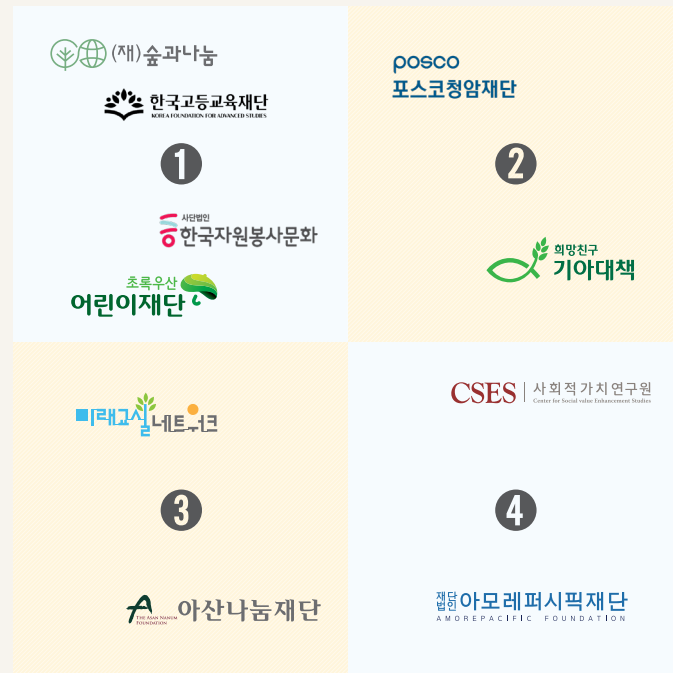 (재)숲과나눔
한국고등교육재단
KOREA FOUNDATION FOR ADVANCED STUDIES
1
사단법인
한국자원봉사문화
초록우산
어린이재단
posco
포스코청암재단
2
희망친구
기아대책
미래교실네트워크
3
A
THE ASAN NANUM
FOUNDATION
아산나눔재단
CSES
사회적가치연구원
Center for Social value Enhancement Studies
4
재단
법인
아모레퍼시픽재단
AMOREPACIFIC FOUNDATION